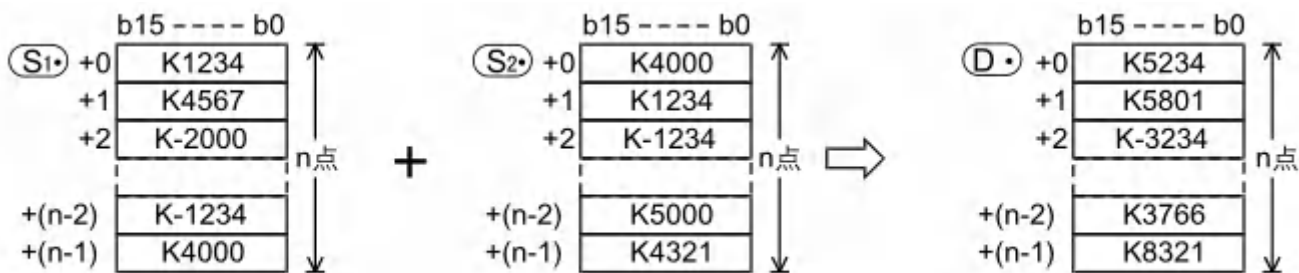 b15 ---- b0 b15 ---- b0 b15 ---- b0
S1• +0 K1234 S2• +0 K4000 D • +0 K5234
+1 K4567 +1 K1234 +1 K5801
+2 K-2000 +2 K-1234 +2 K-3234
n点 + n点 n点
+(n-2) K-1234 +(n-2) K5000 +(n-2) K3766
+(n-1) K4000 +(n-1) K4321 +(n-1) K8321